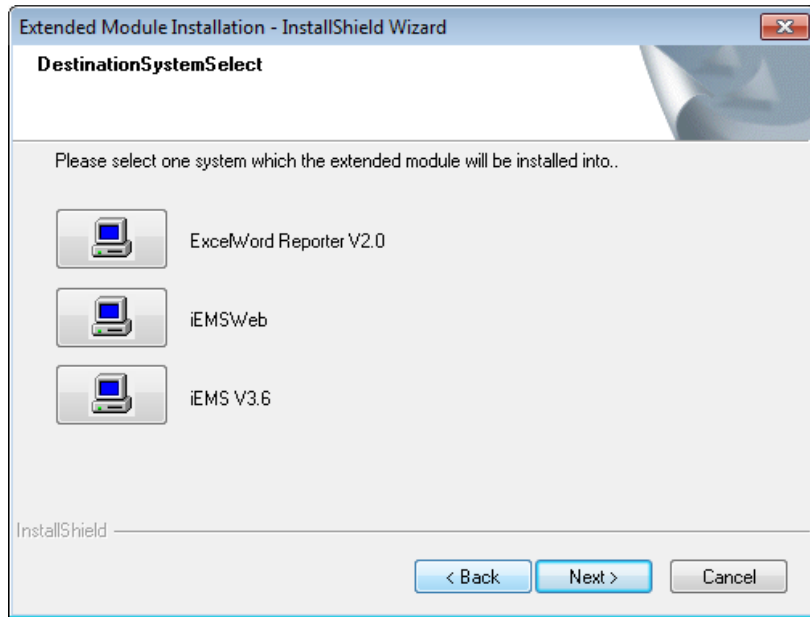 Extended Module Installation - InstallShield Wizard
DestinationSystemSelect
Please select one system which the extended module will be installed into..
ExcelWord Reporter V2.0
iEMSWeb
iEMS V3.6
InstallShield
< Back Next > Cancel